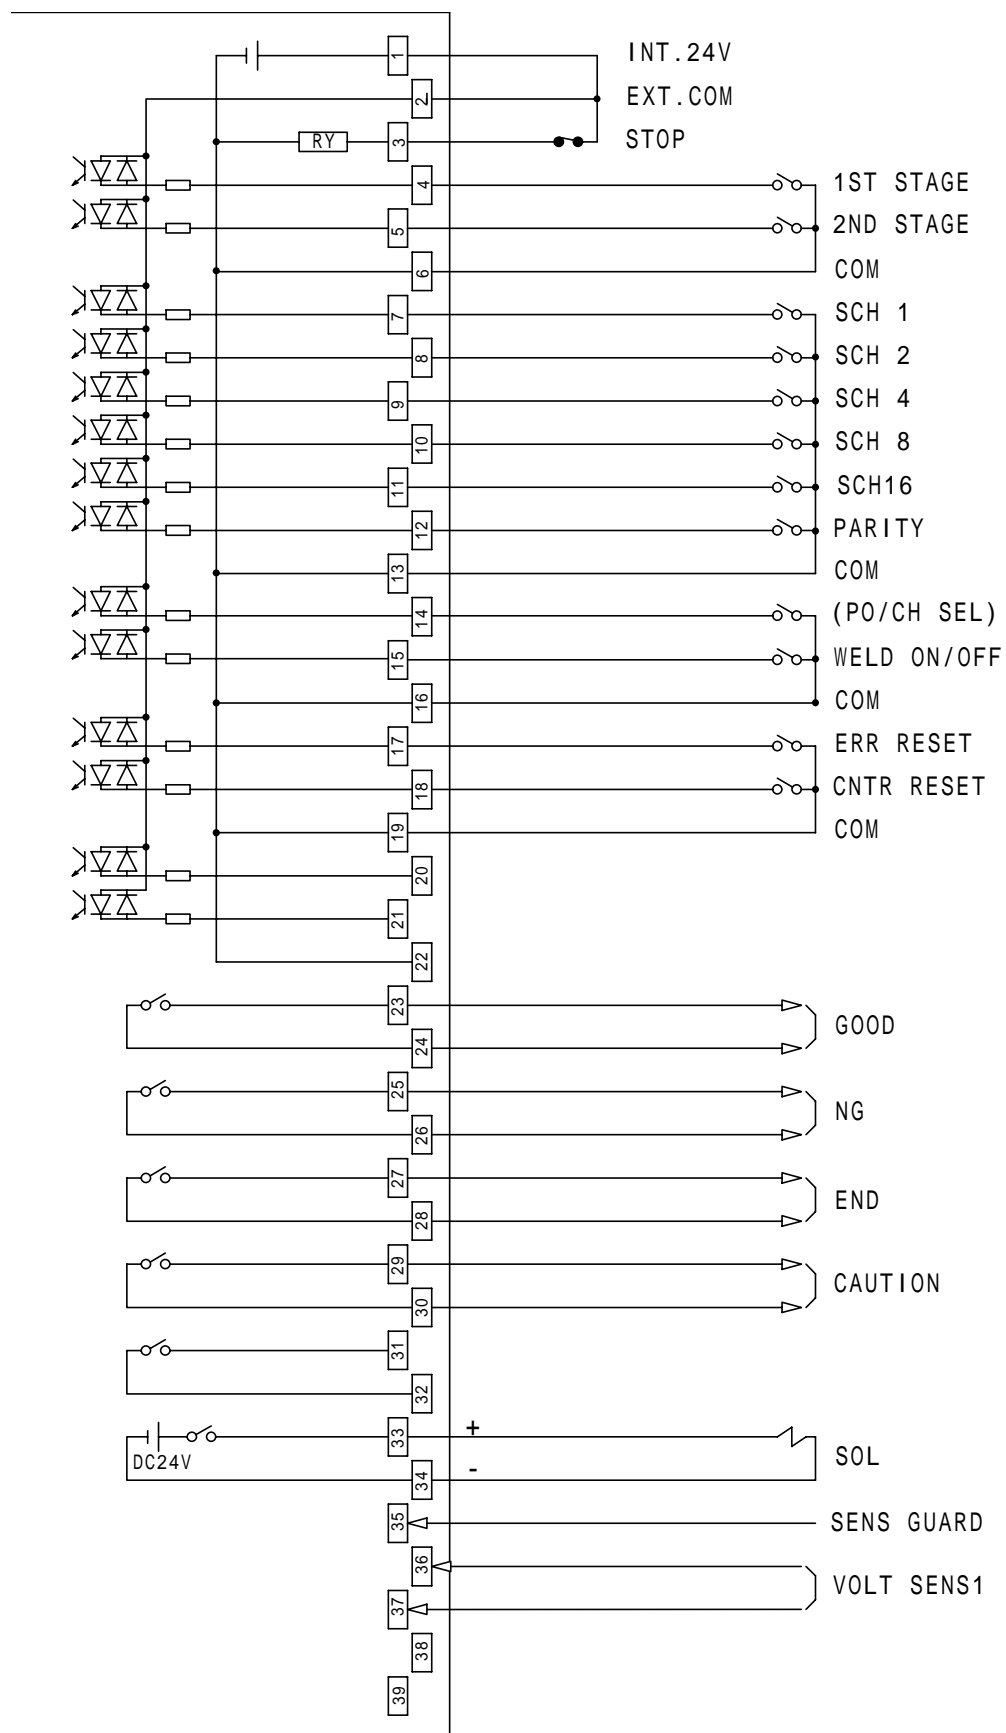 1 INT.24V
2 EXT.COM
RY 3 STOP
4 1ST STAGE
5 2ND STAGE
6 COM
7 SCH 1
8 SCH 2
9 SCH 4
10 SCH 8
11 SCH16
12 PARITY
13 COM
14 (PO/CH SEL)
15 WELD ON/OFF
16 COM
17 ERR RESET
18 CNTR RESET
19 COM
20
21
22
23
GOOD
24
25
NG
26
27
END
28
29
CAUTION
30
31
32
33 +
DC24V SOL
34 -
35 SENS GUARD
36
VOLT SENS1
37
38
39